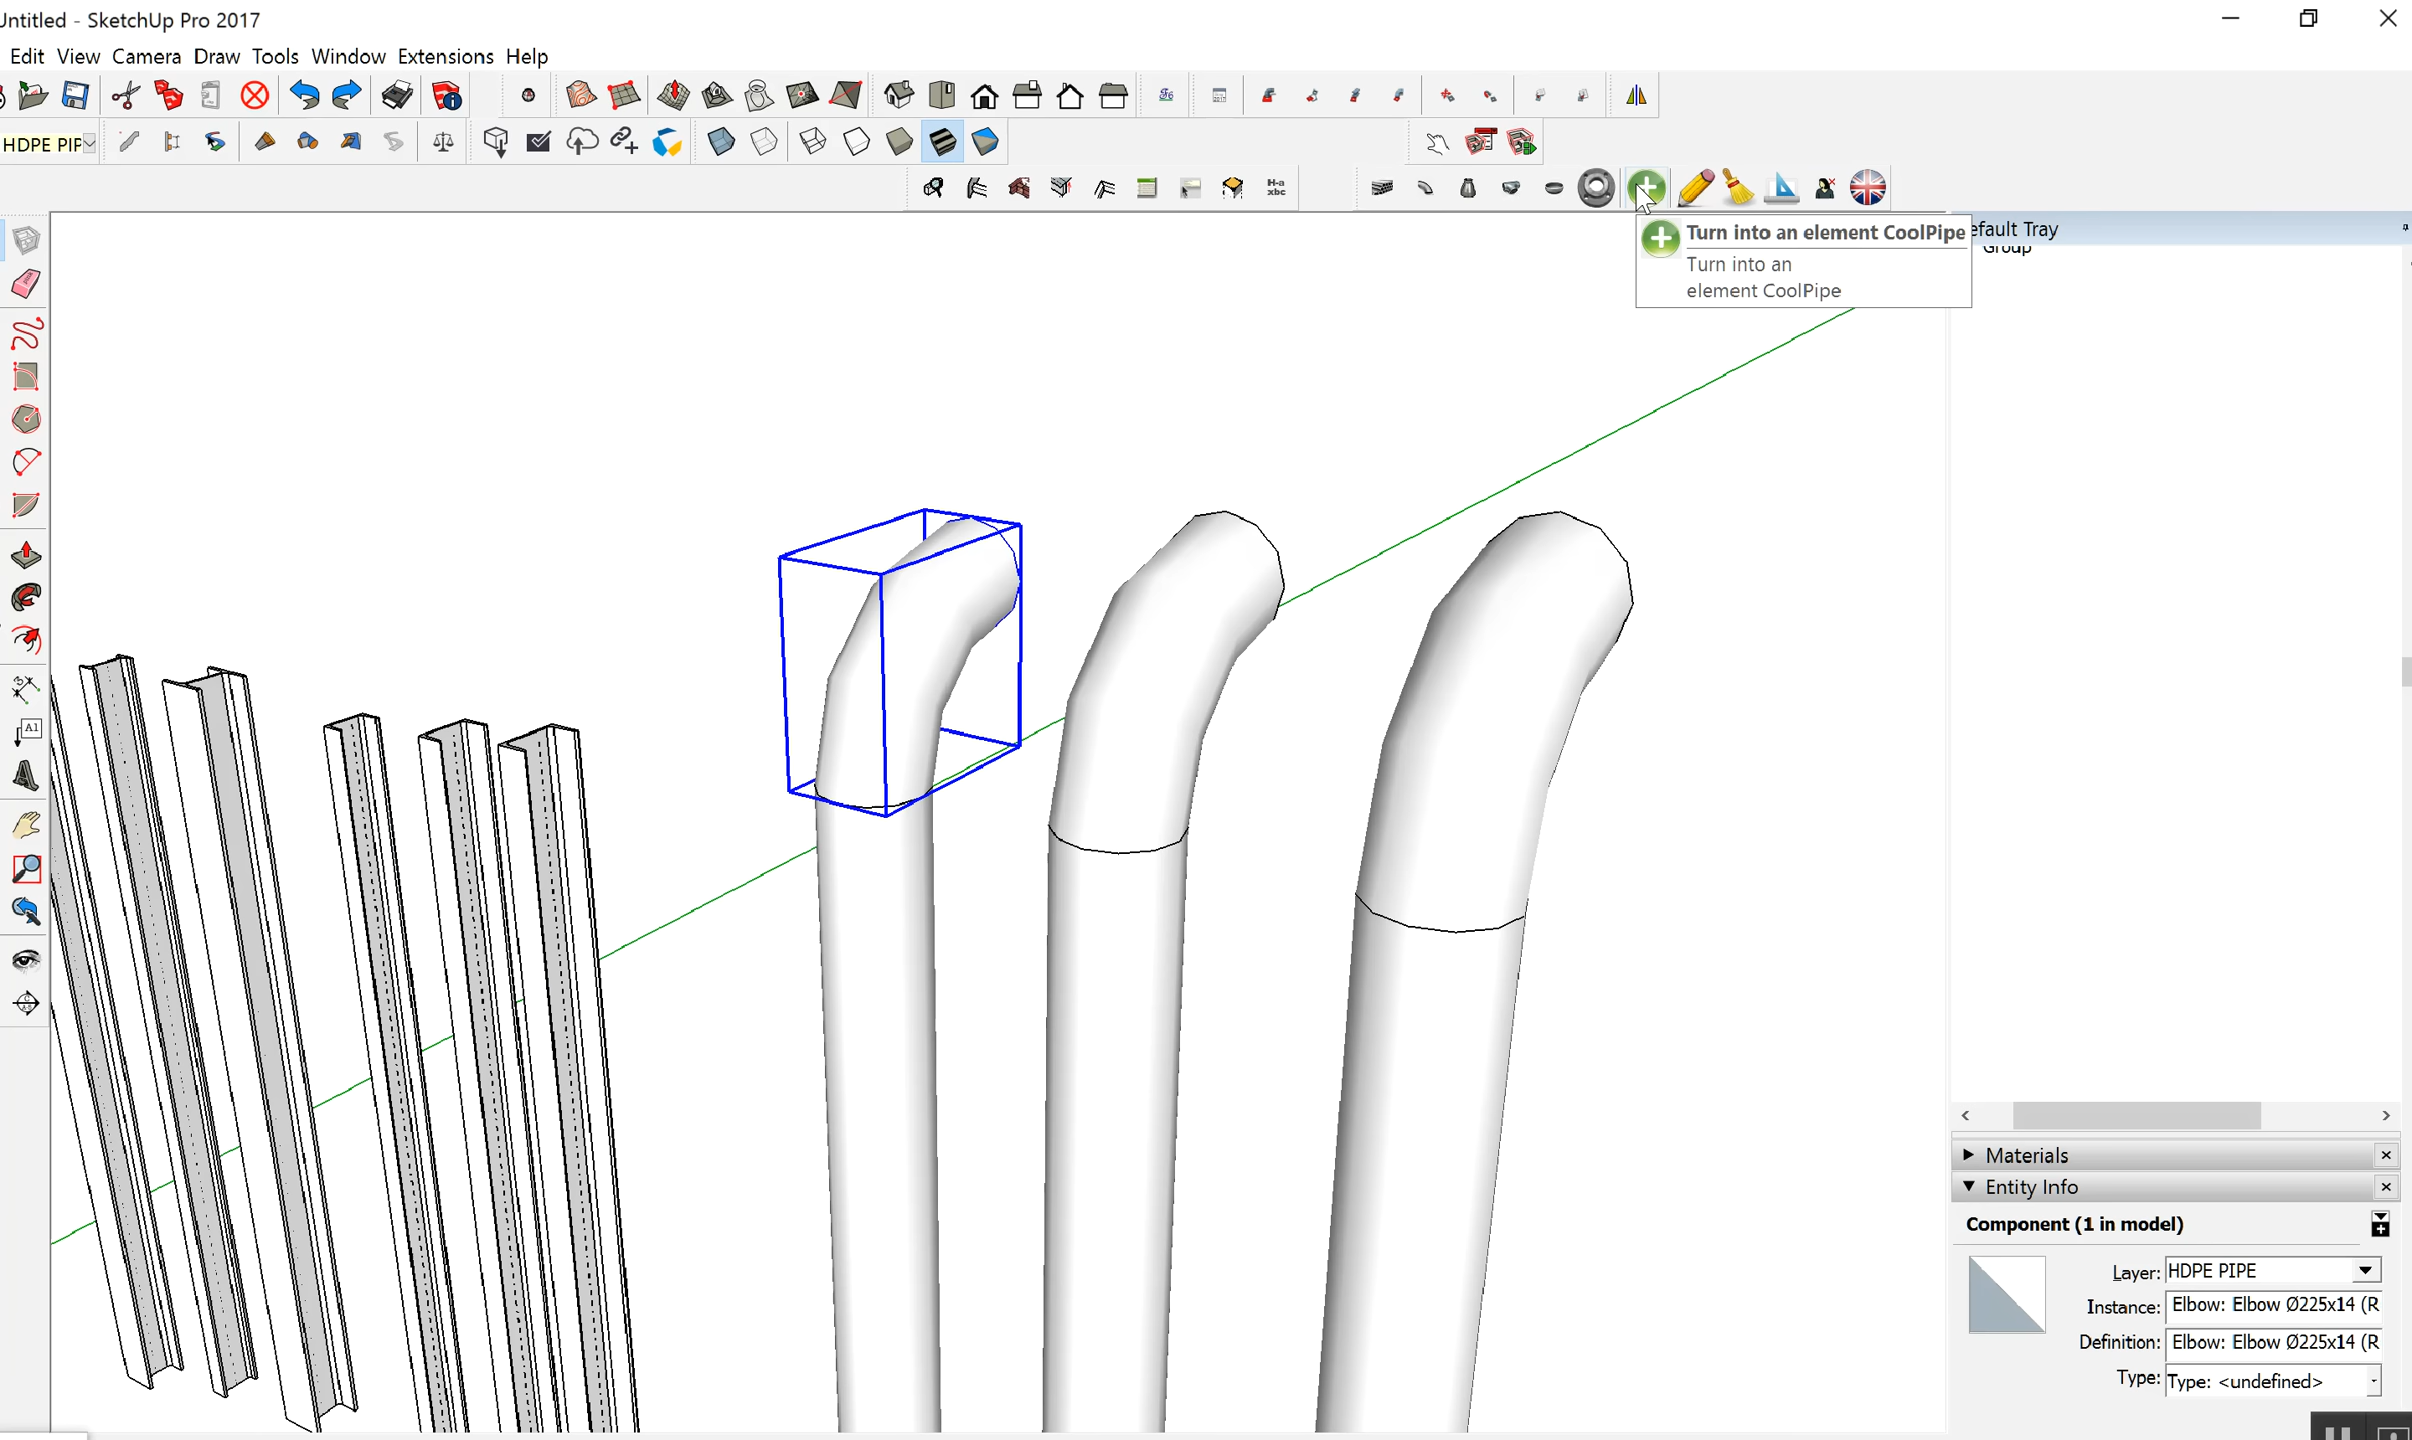 Untitled - SketchUp Pro 2017
Edit View Camera Draw Tools Window Extensions Help
HDPE PIP
H-a
xbc
Turn into an element CoolPipe
Turn into an
element CoolPipe
efault Tray
Group
A1
Materials
Entity Info
Component (1 in model)
Layer: HDPE PIPE
Instance: Elbow: Elbow Ø225x14 (R
Definition: Elbow: Elbow Ø225x14 (R
Type: Type: <undefined>